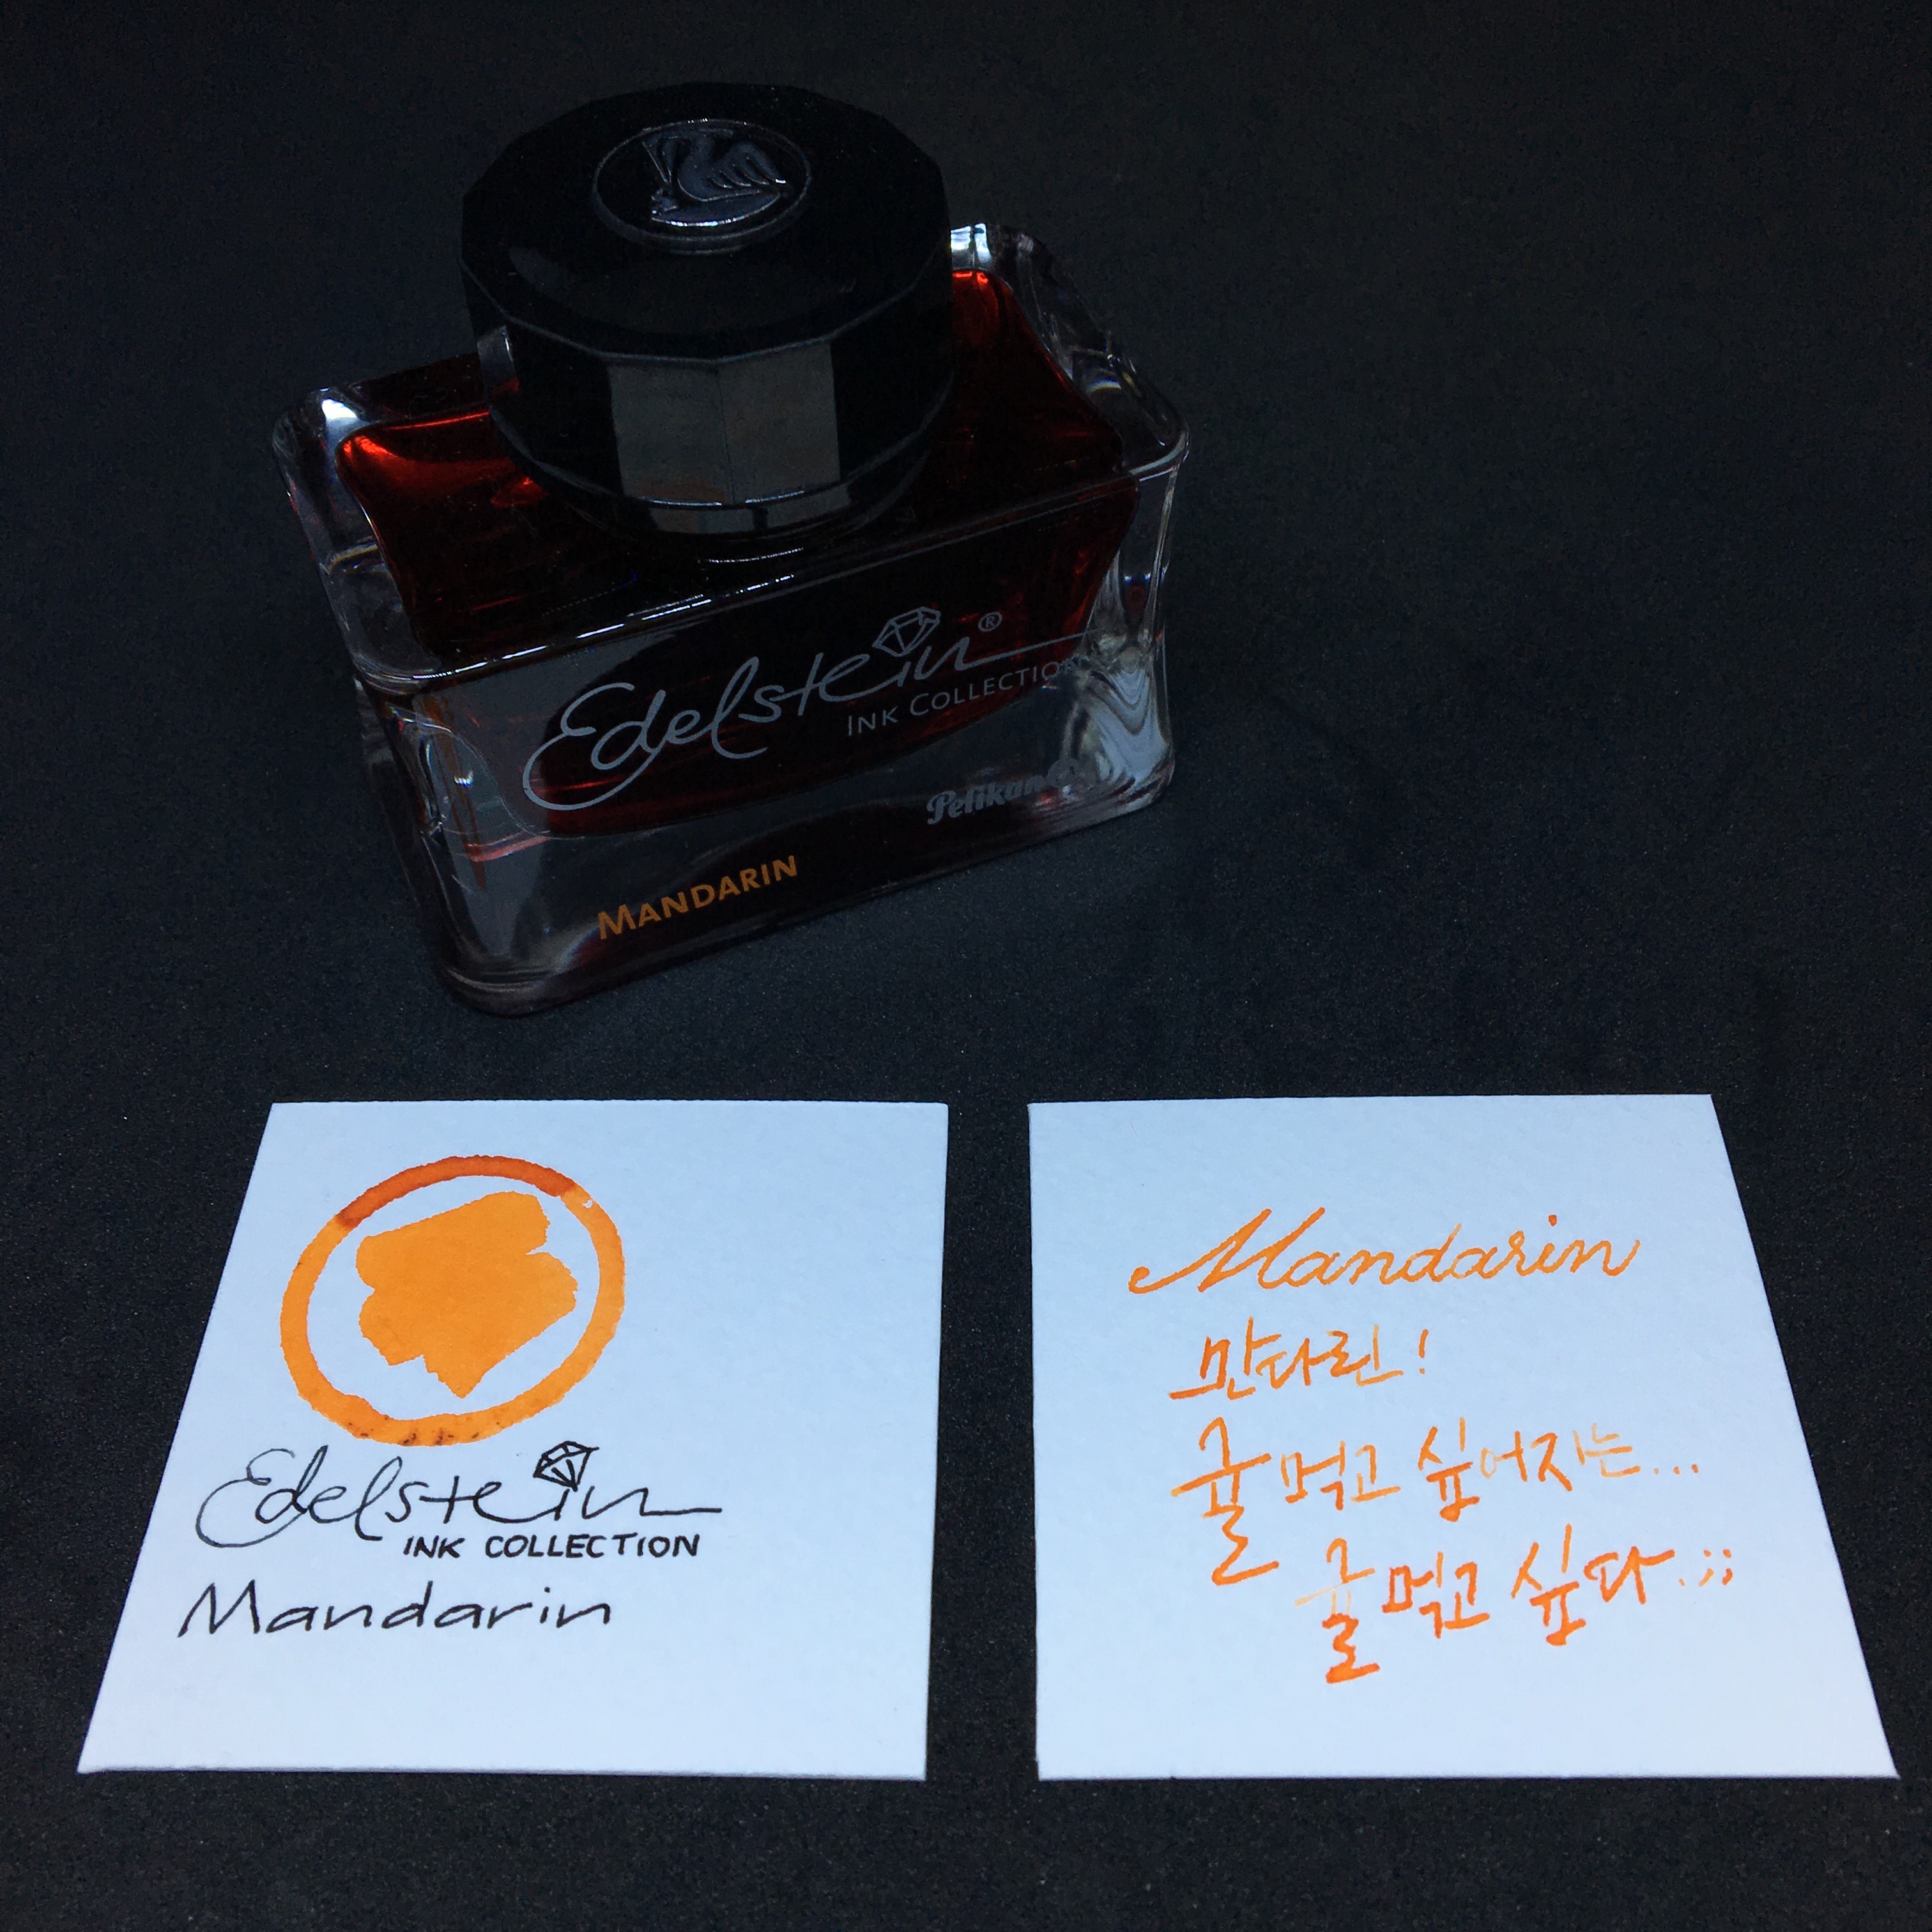 Edelstein®
INK COLLECTION
Pelikan
MANDARIN
Edelstein
INK COLLECTION
Mandarin
Mandarin
만다린!
귤 먹고 싶어지는...
귤 먹고 싶다.;;